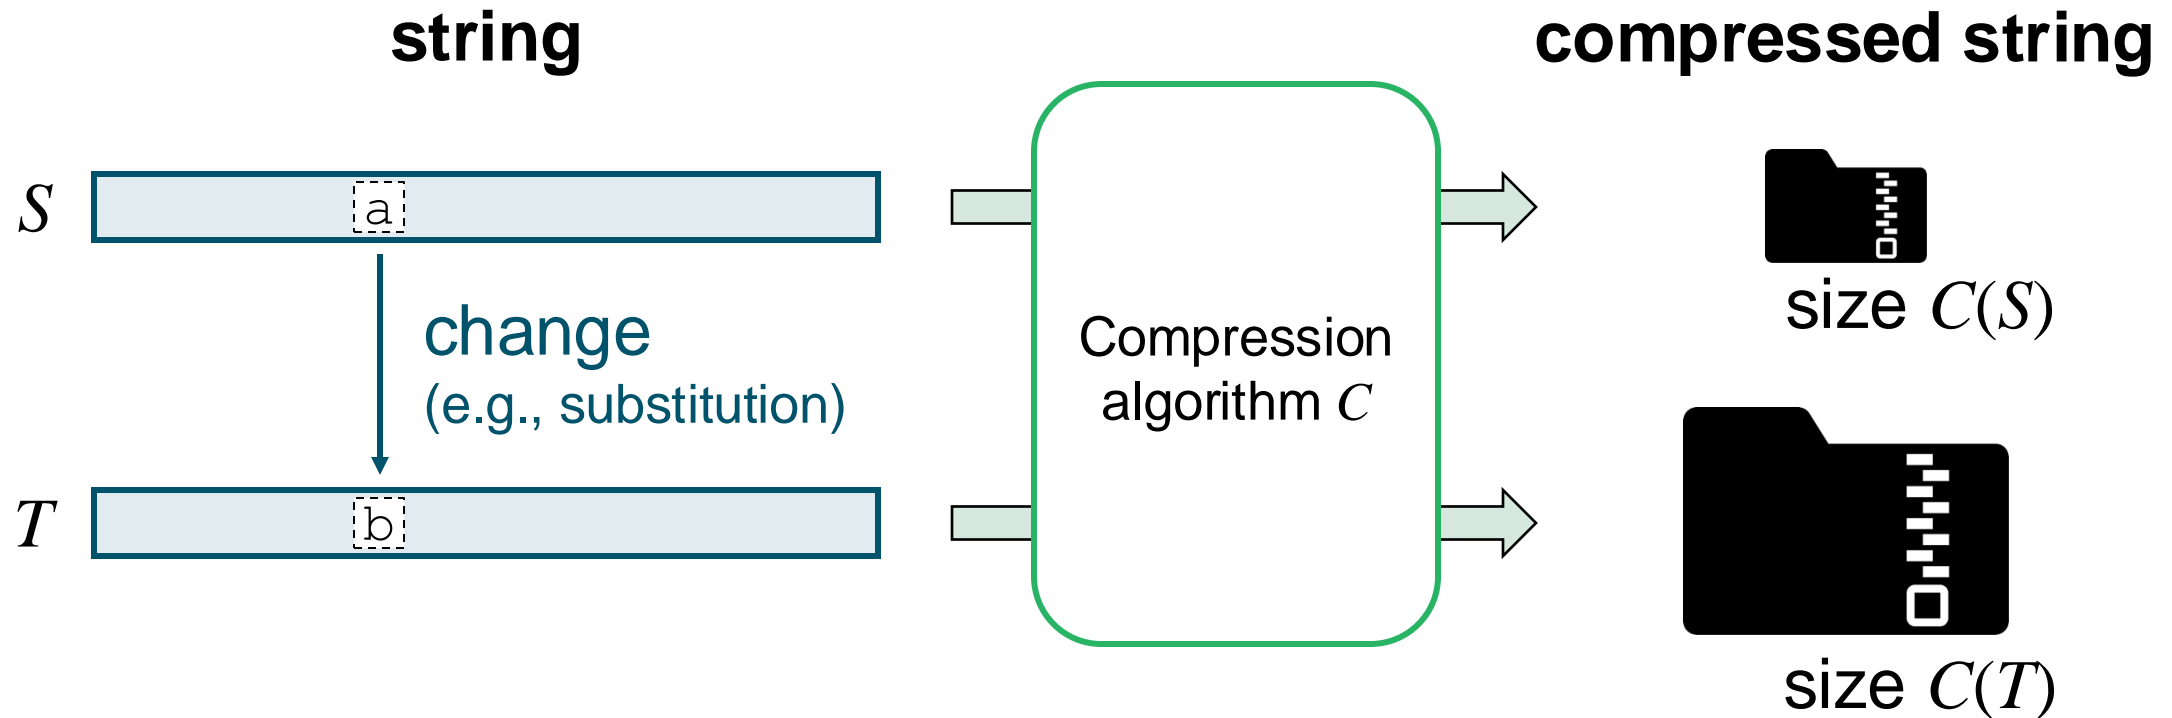 string
compressed string
S
a
size C(S)
change
(e.g., substitution)
Compression
algorithm C
T
b
size C(T)